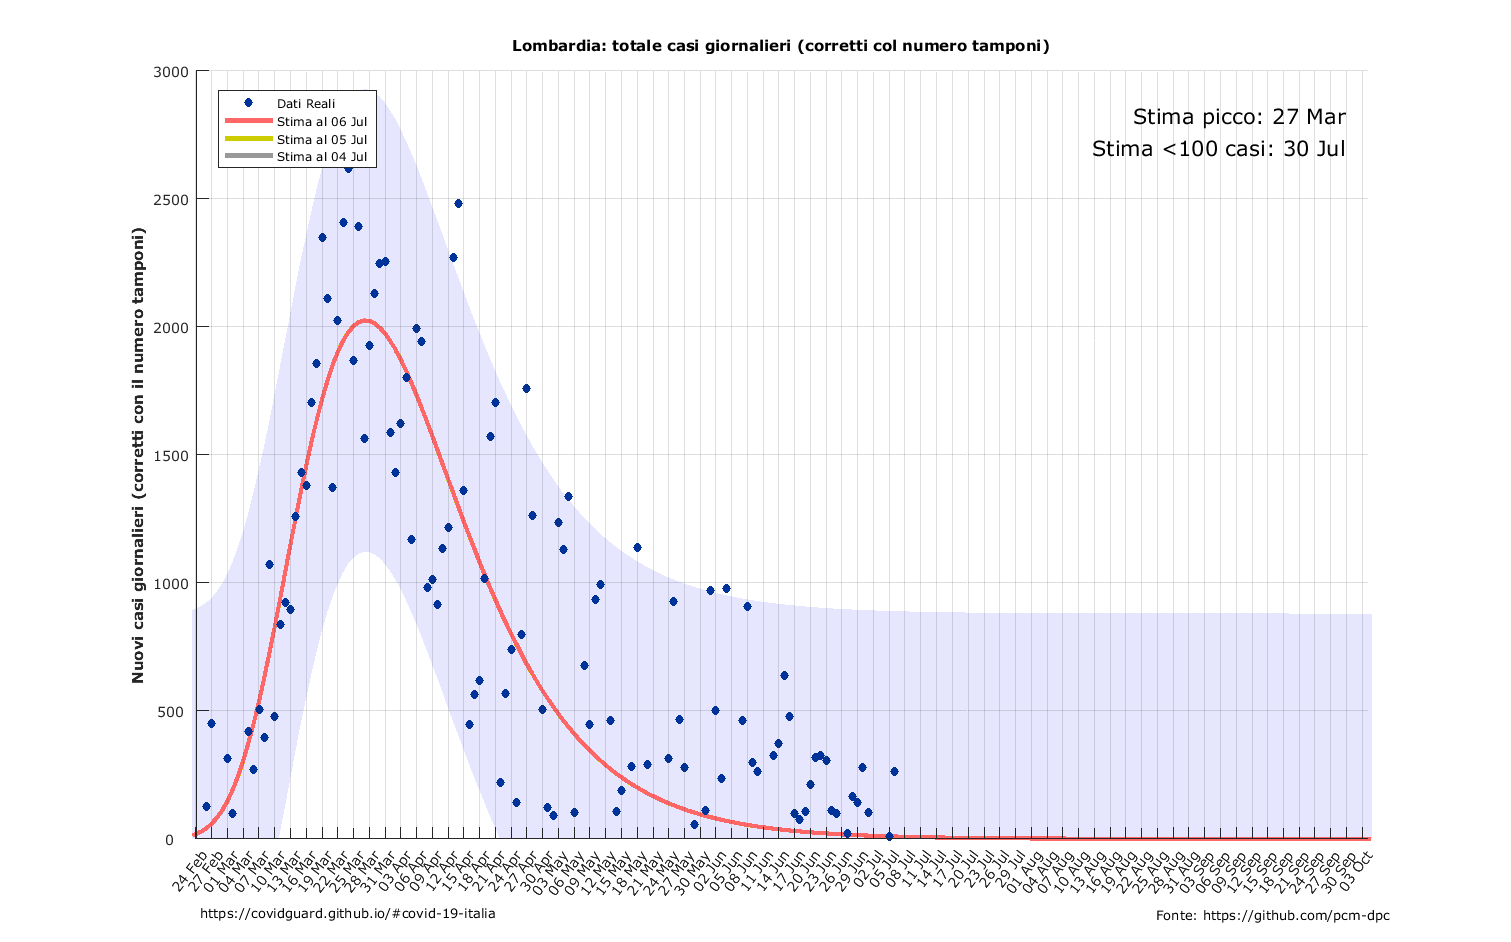 Lombardia: totale casi giornalieri (corretti col numero tamponi)
3000
2500
2000
1500
1000
500
0
Nuovi casi giornalieri (corretti con il numero tamponi)
Dati Reali
Stima al 06 Jul
Stima al 05 Jul
Stima al 04 Jul
Stima picco: 27 Mar
Stima <100 casi: 30 Jul
24 Feb
27 Feb
01 Mar
04 Mar
07 Mar
10 Mar
13 Mar
16 Mar
19 Mar
22 Mar
25 Mar
28 Mar
31 Mar
03 Apr
06 Apr
09 Apr
12 Apr
15 Apr
18 Apr
21 Apr
24 Apr
27 Apr
30 Apr
03 May
06 May
09 May
12 May
15 May
18 May
21 May
24 May
27 May
30 May
02 Jun
05 Jun
08 Jun
11 Jun
14 Jun
17 Jun
20 Jun
23 Jun
26 Jun
29 Jun
02 Jul
05 Jul
08 Jul
11 Jul
14 Jul
17 Jul
20 Jul
23 Jul
26 Jul
29 Jul
01 Aug
04 Aug
07 Aug
10 Aug
13 Aug
16 Aug
19 Aug
22 Aug
25 Aug
28 Aug
31 Aug
03 Sep
06 Sep
09 Sep
12 Sep
15 Sep
18 Sep
21 Sep
24 Sep
27 Sep
30 Sep
03 Oct
https://covidguard.github.io/#covid-19-italia
Fonte: https://github.com/pcm-dpc